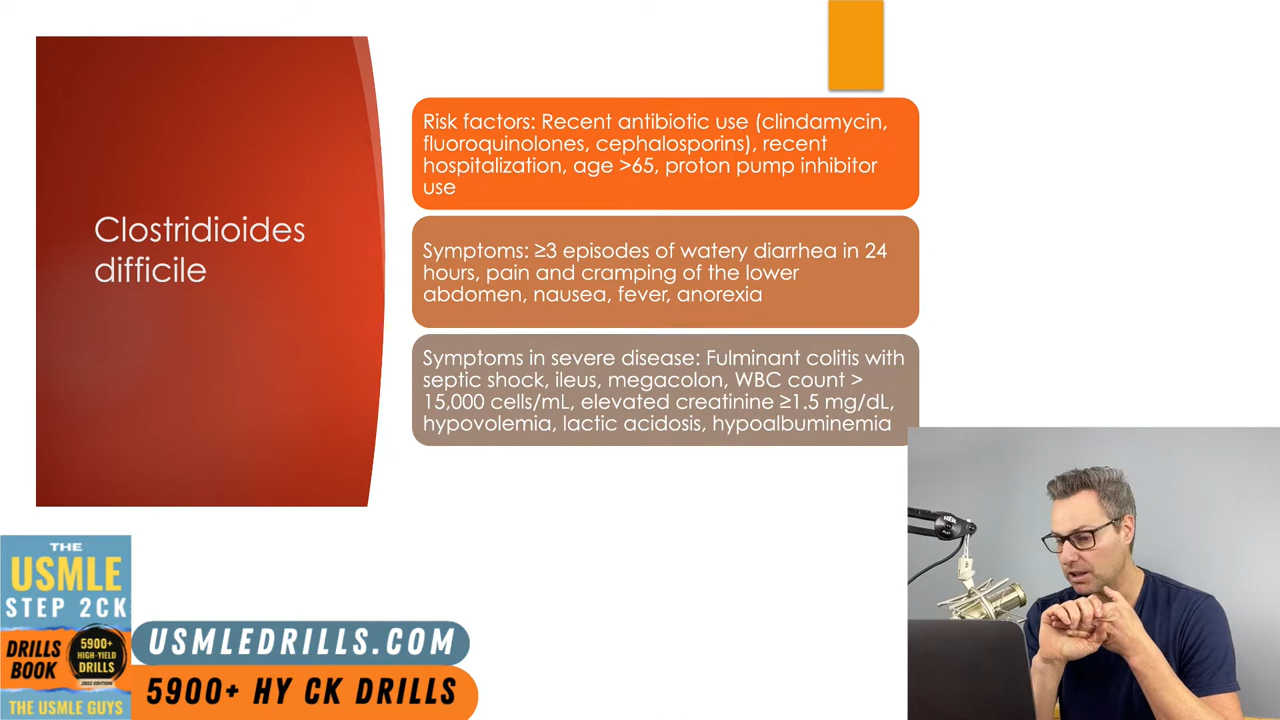 Clostridioides
difficile
Risk factors: Recent antibiotic use (clindamycin,
fluoroquinolones, cephalosporins), recent
hospitalization, age >65, proton pump inhibitor
use
Symptoms: ≥3 episodes of watery diarrhea in 24
hours, pain and cramping of the lower
abdomen, nausea, fever, anorexia
Symptoms in severe disease: Fulminant colitis with
septic shock, ileus, megacolon, WBC count >
15,000 cells/mL, elevated creatinine ≥1.5 mg/dL,
hypovolemia, lactic acidosis, hypoalbuminemia
HEIL
THE
USMLE
STEP 2CK
DRILLS
BOOK
5900+
HIGH-YIELD
DRILLS
2022 EDITION
THE USMLE GUYS
USMLEDRILLS.COM
5900+ HY CK DRILLS